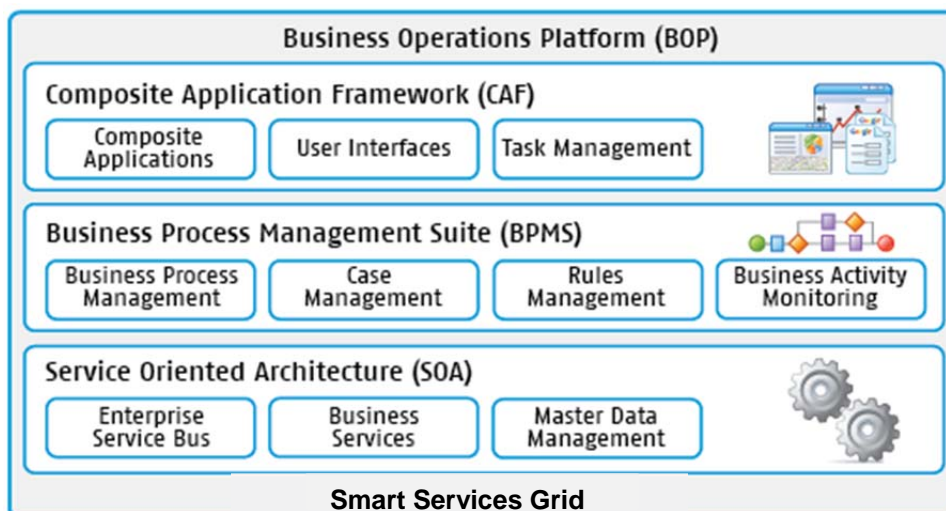 Business Operations Platform (BOP)
Composite Application Framework (CAF)
Composite
Applications
User Interfaces
Task Management
Business Process Management Suite (BPMS)
Business Process
Management
Case
Management
Rules
Management
Business Activity
Monitoring
Service Oriented Architecture (SOA)
Enterprise
Service Bus
Business
Services
Master Data
Management
Smart Services Grid